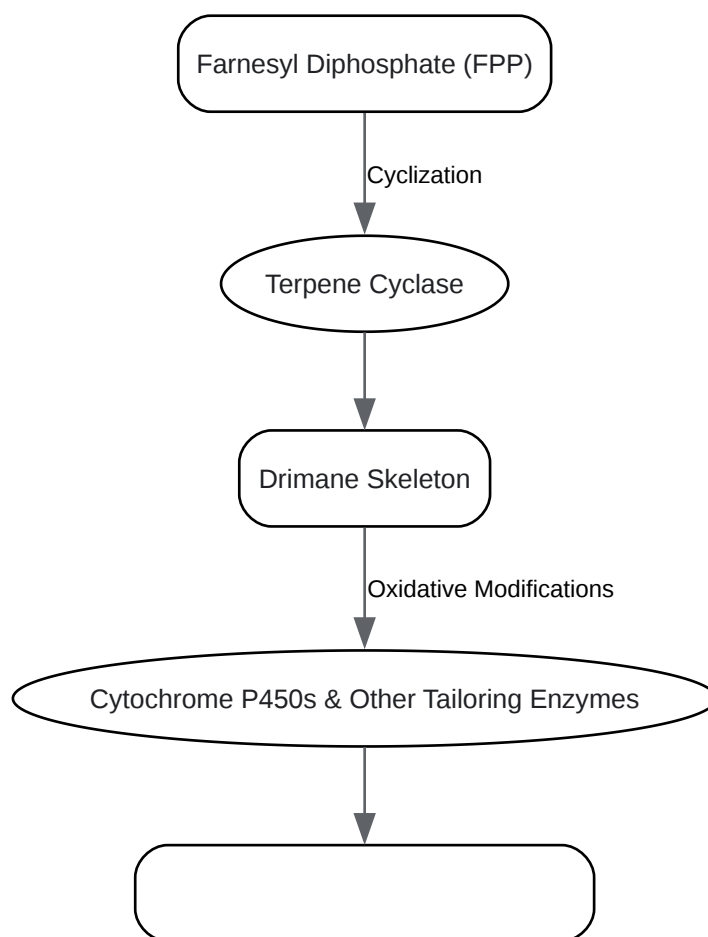 Farnesyl Diphosphate (FPP)
Cyclization
Terpene Cyclase
Drimane Skeleton
Oxidative Modifications
Cytochrome P450s & Other Tailoring Enzymes